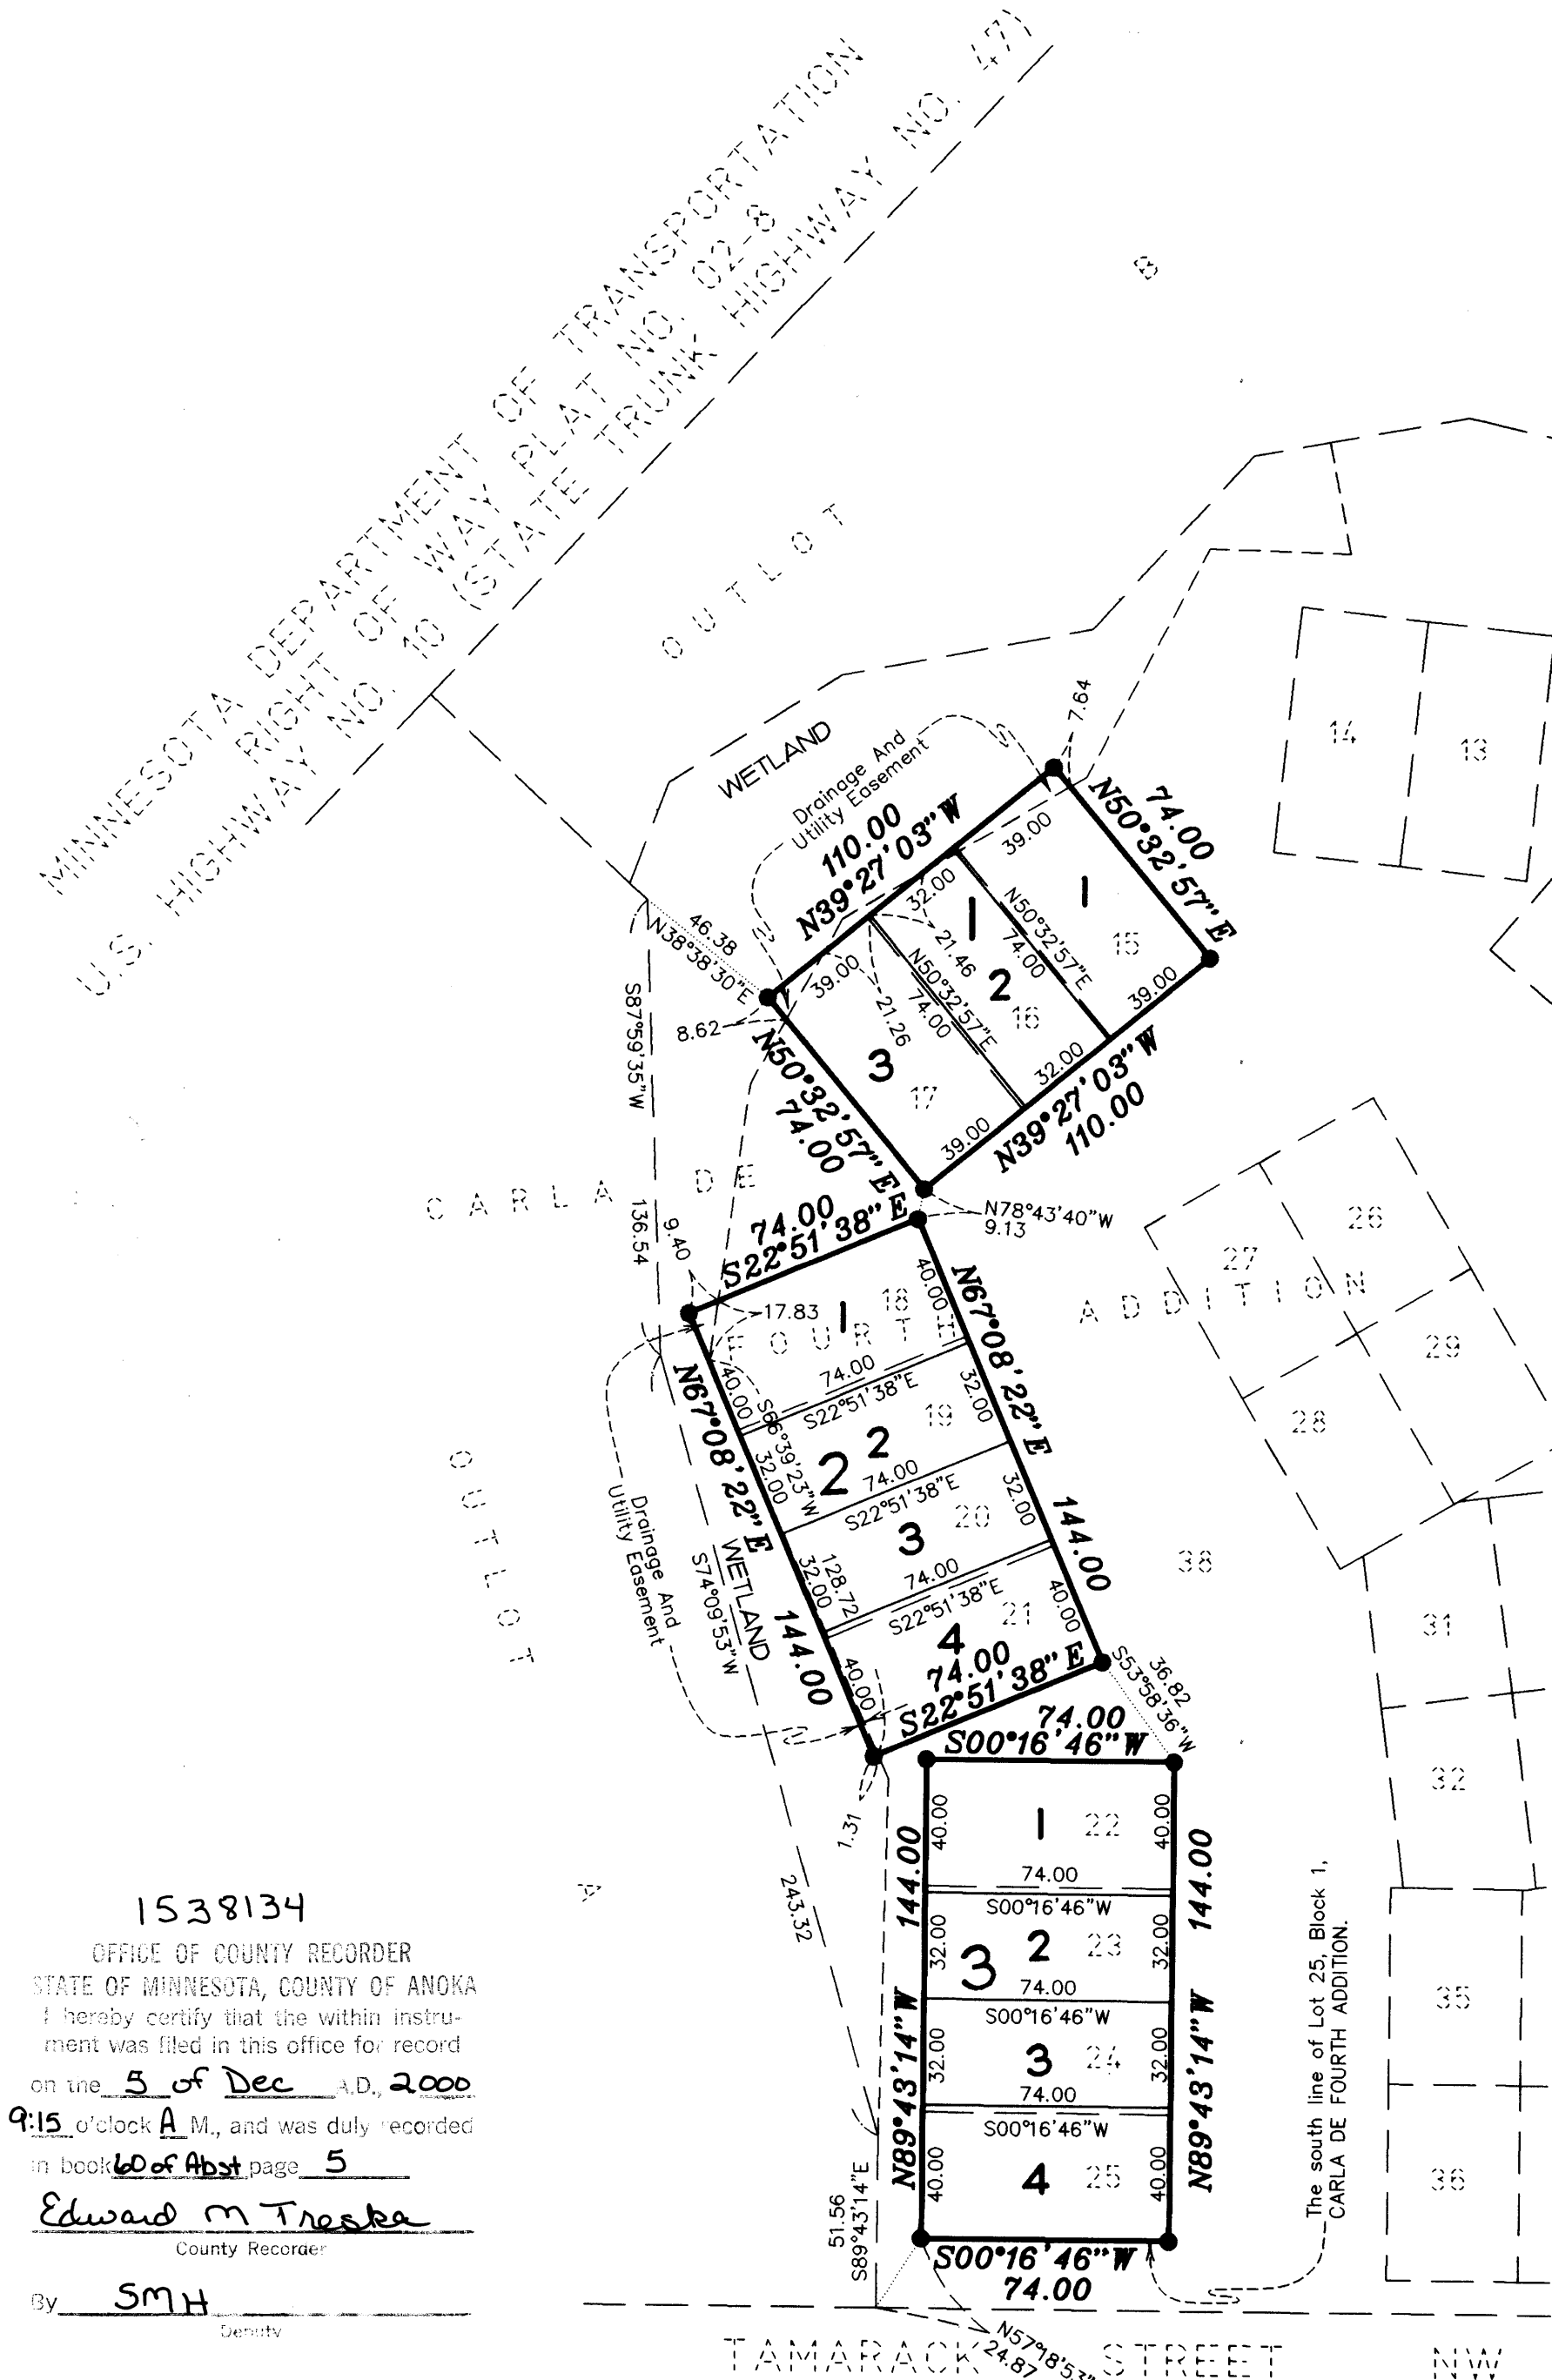 MINNESOTA DEPARTMENT OF TRANSPORTATION
RIGHT OF WAY PLAT NO. 02-8
U.S. HIGHWAY NO. 10 (STATE TRUNK HIGHWAY NO. 47)
B
OUTLOT
WETLAND
Drainage And
Utility Easement
7.64
14
13
110.00
N39°27'03"W
74.00
N50°32'57"E
39.00
32.00
39.00
1
1
15
N50°32'57"E
74.00
21.46
2
16
N50°32'57"E
74.00
21.26
3
17
46.38
N38°38'30"E
8.62
N50°32'57"E
74.00
39.00
32.00
39.00
N39°27'03"W
110.00
S87°59'35"W
136.54
CARLA DE
FOURTH
ADDITION
N78°43'40"W
9.13
9.40
74.00
S22°51'38"E
17.83
1
18
40.00
N67°08'22"E
144.00
74.00
S22°51'38"E
40.00
32.00
S66°39'23"W
128.72
2
2
19
32.00
74.00
S22°51'38"E
3
20
32.00
32.00
74.00
S22°51'38"E
4
21
40.00
40.00
74.00
S22°51'38"E
N67°08'22"E
144.00
WETLAND
S74°09'53"W
243.32
Drainage And
Utility Easement
OUTLOT
A
26
27
28
29
38
31
32
35
36
36.82
S53°58'36"W
1.31
74.00
S00°16'46"W
40.00
1
22
40.00
74.00
S00°16'46"W
144.00
N89°43'14"W
32.00
3
2
23
32.00
74.00
S00°16'46"W
32.00
3
24
32.00
74.00
S00°16'46"W
40.00
4
25
40.00
144.00
N89°43'14"W
S00°16'46"W
74.00
51.56
S89°43'14"E
The south line of Lot 25, Block 1,
CARLA DE FOURTH ADDITION.
N57°18'53"
24.87
TAMARACK STREET NW
1538134
OFFICE OF COUNTY RECORDER
STATE OF MINNESOTA, COUNTY OF ANOKA
I hereby certify that the within instru-
ment was filed in this office for record
on the 5 of Dec A.D., 2000
9:15 o'clock A M., and was duly recorded
in book 60 of Abst page 5
Edward M Treska
County Recorder
By SMH
Deputy